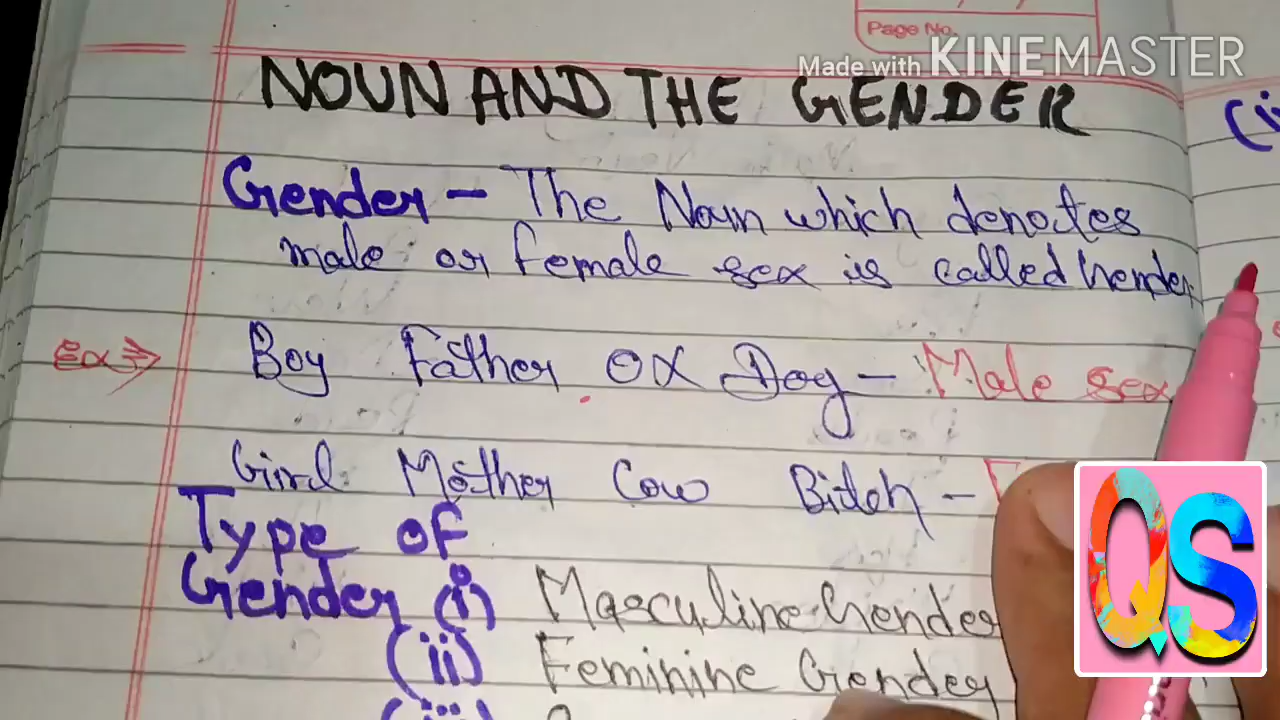 Page No.
Made with KINEMASTER
NOUN AND THE GENDER
Gender – The Noun which denotes
male or female sex is called Gender
Ex ⇒ Boy Father OX Dog – Male sex
Girl Mother Cow Bitch –
Type of
Gender (i) Masculine Gender
(ii) Feminine Gender
(iii)
QS